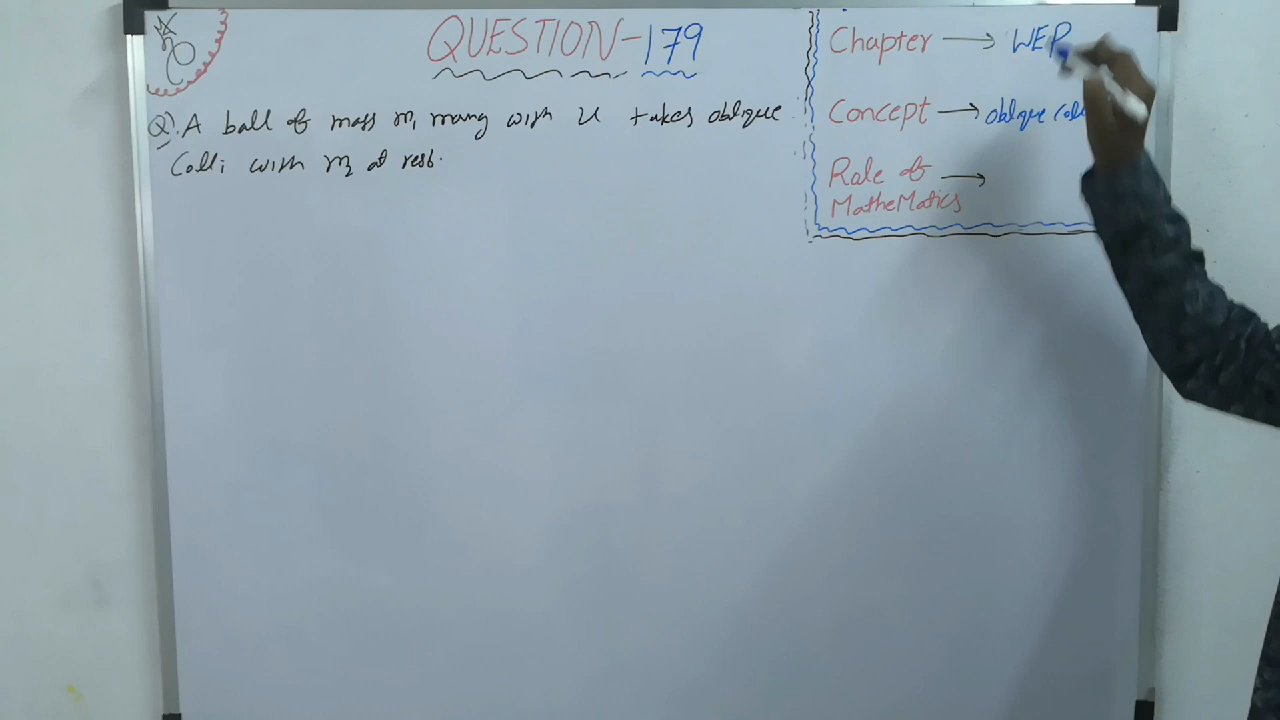 QUESTION-179
Q). A ball of mass m₁ moving with u takes oblique
Colli with m₂ at rest.
Chapter → WEP
Concept → oblique coll
Role of → 
MatheMatics